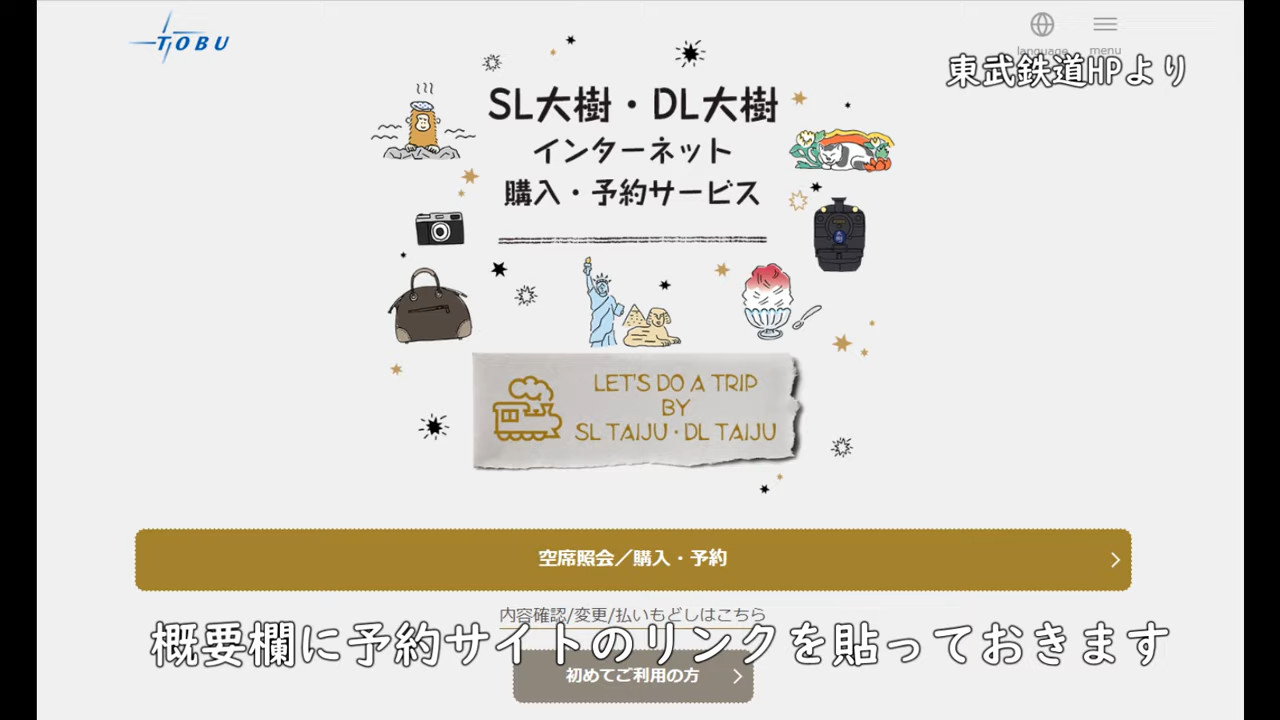 TOBU
language
menu
東武鉄道HPより
SL大樹・DL大樹
インターネット
購入・予約サービス
LET'S DO A TRIP
BY
SL TAIJU・DL TAIJU
空席照会／購入・予約
内容確認/変更/払いもどしはこちら
概要欄に予約サイトのリンクを貼っておきます
初めてご利用の方